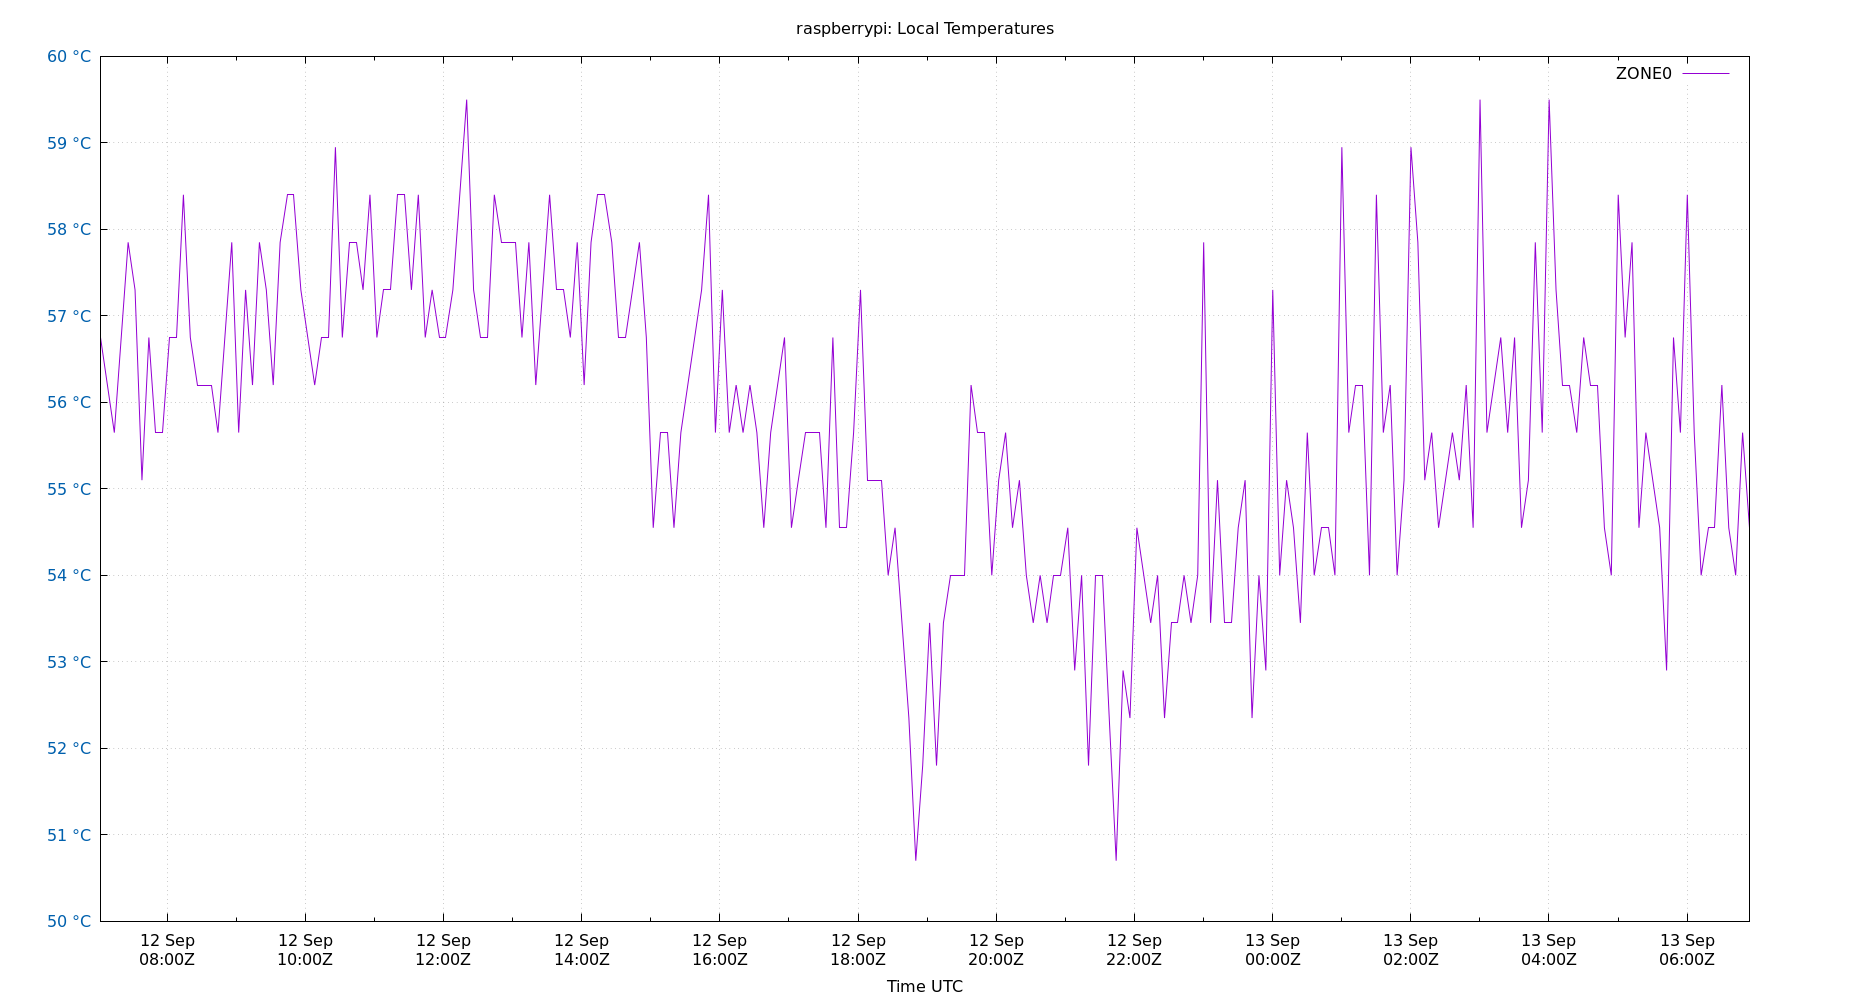 raspberrypi: Local Temperatures
ZONE0
60 °C
59 °C
58 °C
57 °C
56 °C
55 °C
54 °C
53 °C
52 °C
51 °C
50 °C
12 Sep 12 Sep 12 Sep 12 Sep 12 Sep 12 Sep 12 Sep 12 Sep 13 Sep 13 Sep 13 Sep 13 Sep
08:00Z 10:00Z 12:00Z 14:00Z 16:00Z 18:00Z 20:00Z 22:00Z 00:00Z 02:00Z 04:00Z 06:00Z
Time UTC